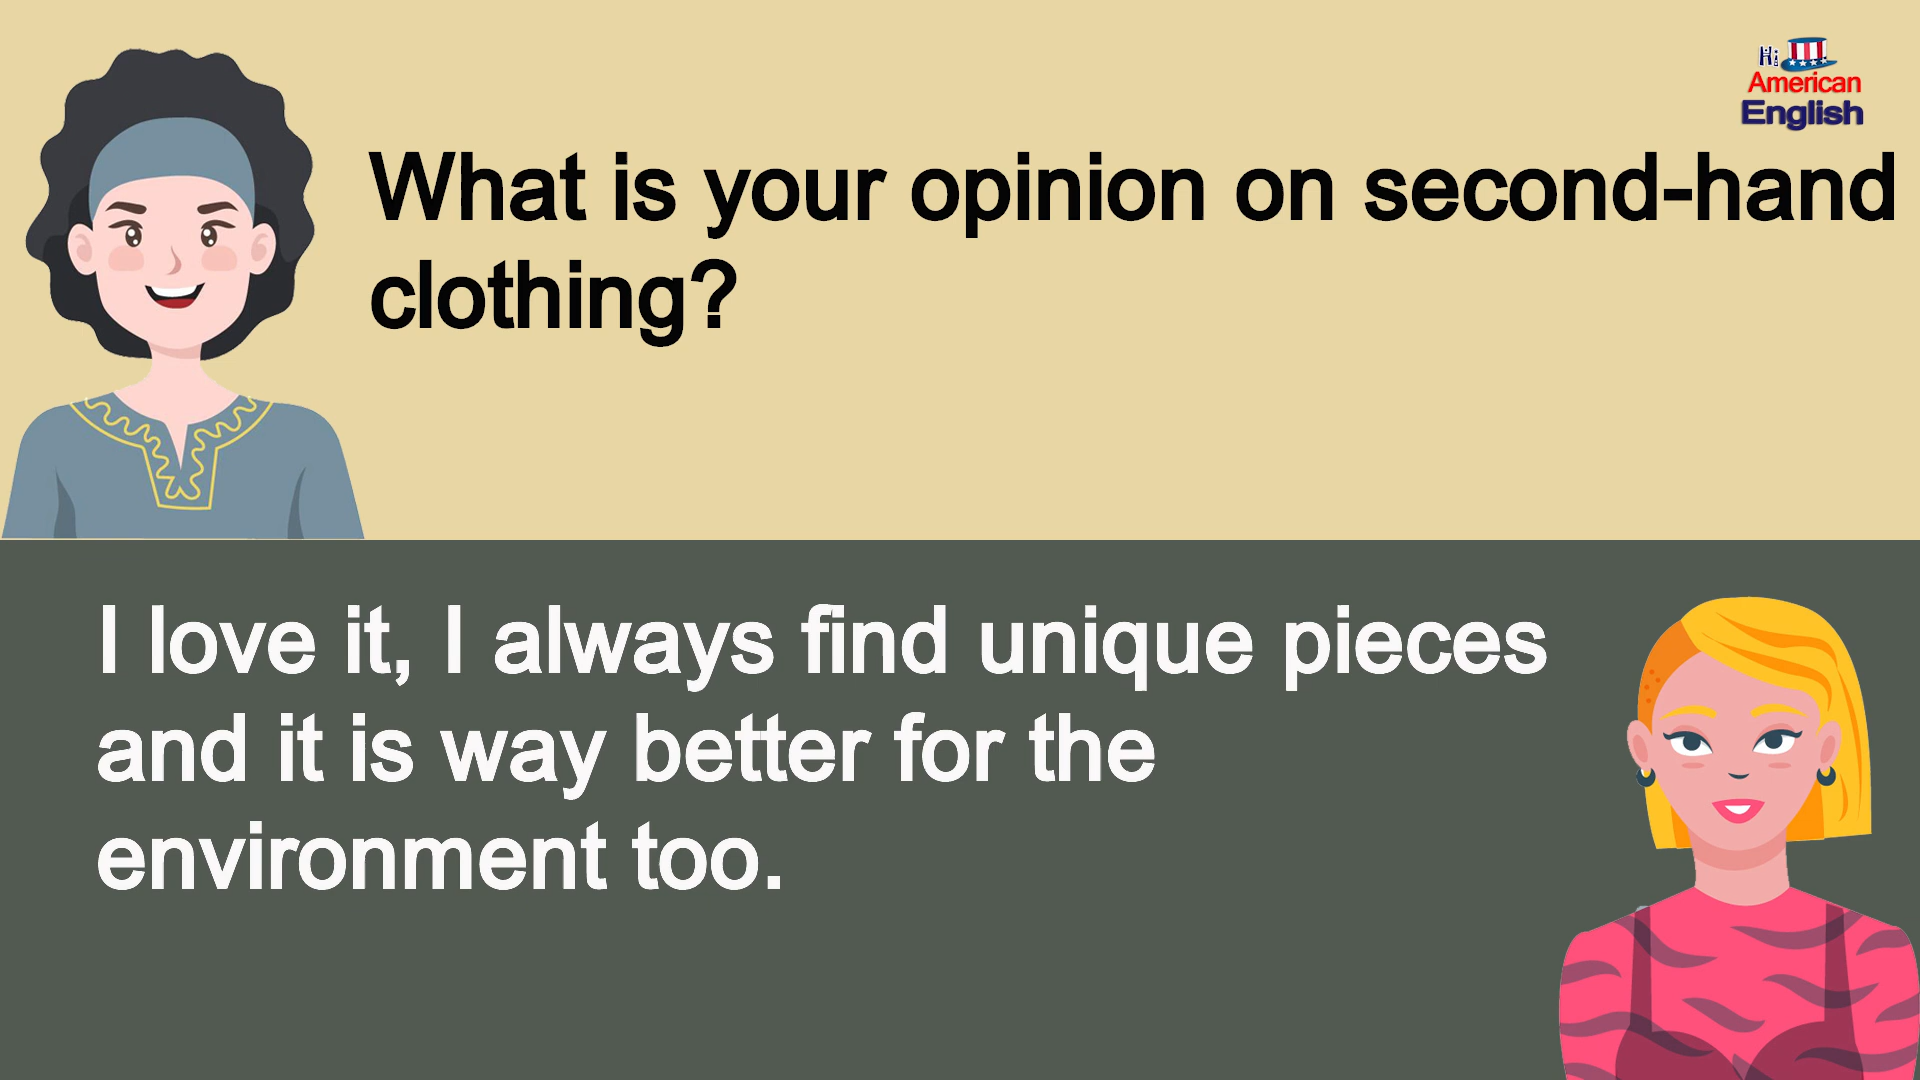 Hi
American
English
What is your opinion on second-hand
clothing?
I love it, I always find unique pieces
and it is way better for the
environment too.